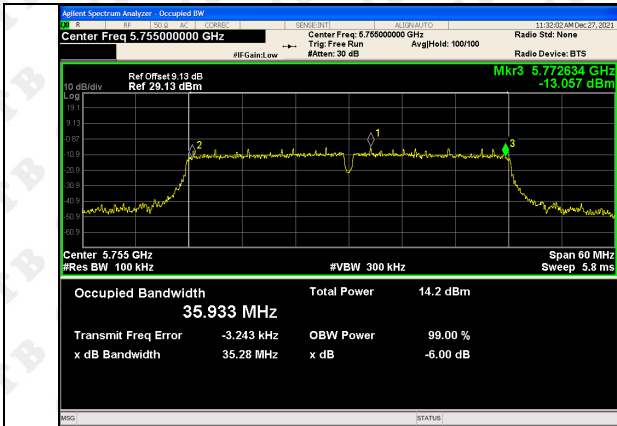 Agilent Spectrum Analyzer - Occupied BW
R RF 50 Ω AC CORREC SENSE:INT ALIGN AUTO 11:32:02 AM Dec 27, 2021
Center Freq 5.755000000 GHz Center Freq: 5.755000000 GHz Radio Std: None
Trig: Free Run Avg|Hold: 100/100
#IFGain:Low #Atten: 30 dB Radio Device: BTS
Mkr3 5.772634 GHz
Ref Offset 9.13 dB
10 dB/div Ref 29.13 dBm -13.057 dBm
Log
19.1
9.13
-0.87
1
2
3
-10.9
-20.9
-30.9
-40.9
-50.9
-60.9
Center 5.755 GHz Span 60 MHz
#Res BW 100 kHz #VBW 300 kHz Sweep 5.8 ms
Occupied Bandwidth Total Power 14.2 dBm
35.933 MHz
Transmit Freq Error -3.243 kHz OBW Power 99.00 %
x dB Bandwidth 35.28 MHz x dB -6.00 dB
MSG STATUS